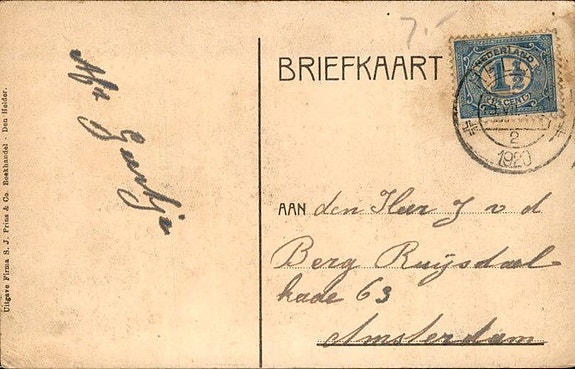 7.-
BRIEFKAART
NEDERLAND
1½
CENT
2
1920
Uitgave Firma S. J. Prins & Co. Boekhandel - Den Helder.
AAN den Heer J v d
Berg Ruijsdael
kade 63
Amsterdam